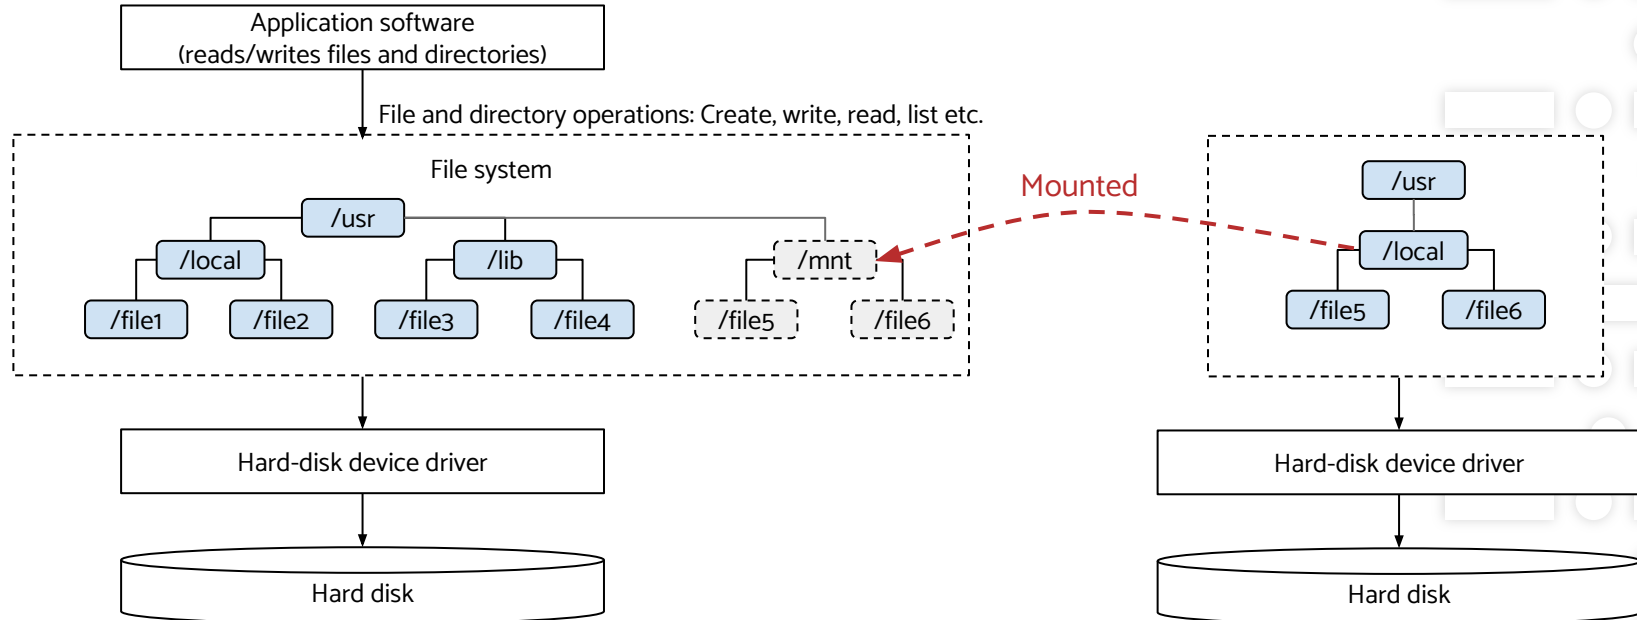 Application software
(reads/writes files and directories)
File and directory operations: Create, write, read, list etc.
File system
/usr
/local
/lib
/mnt
/file1
/file2
/file3
/file4
/file5
/file6
Mounted
/usr
/local
/file5
/file6
Hard-disk device driver
Hard-disk device driver
Hard disk
Hard disk